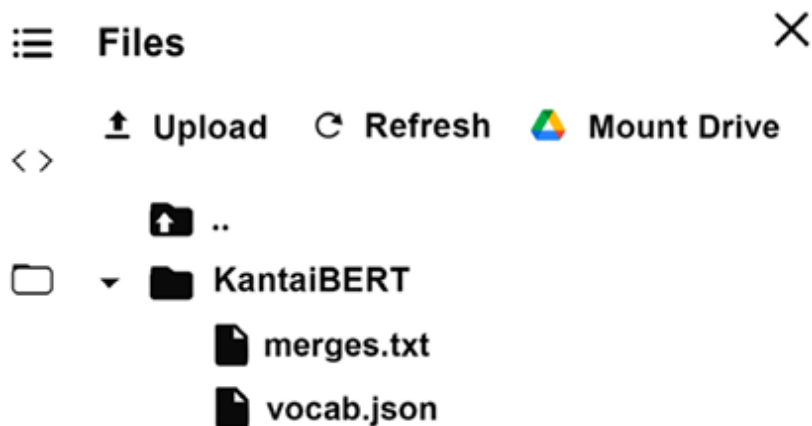 Files
Upload Refresh Mount Drive
..
KantaiBERT
merges.txt
vocab.json